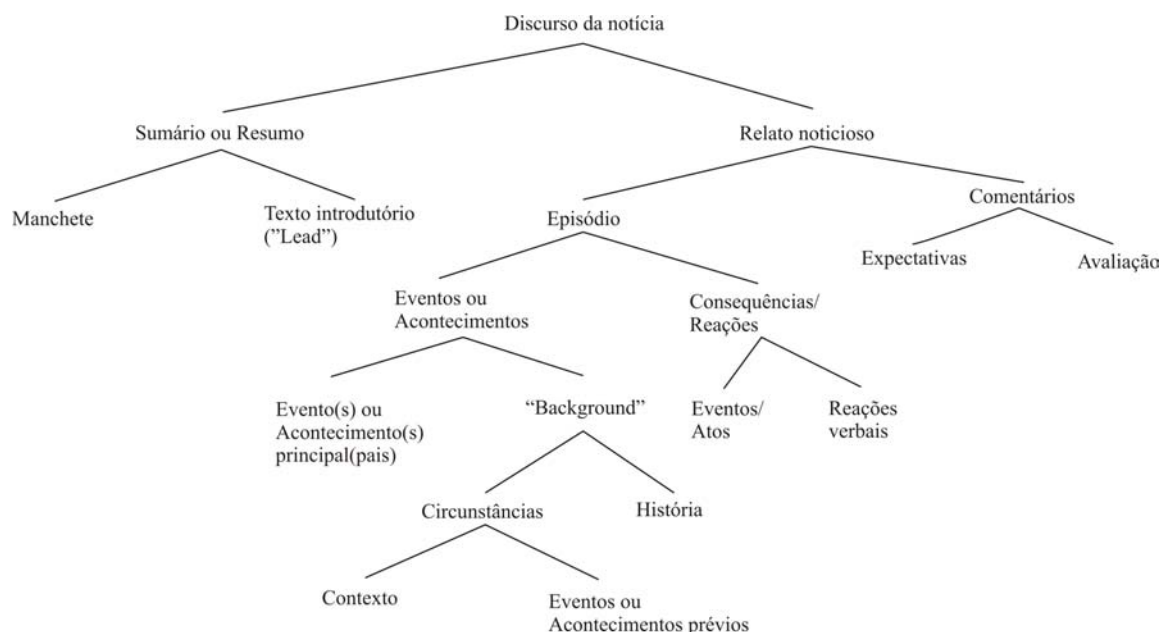 Discurso da notícia
Sumário ou Resumo
Relato noticioso
Manchete
Texto introdutório
("Lead")
Episódio
Comentários
Expectativas
Avaliação
Eventos ou
Acontecimentos
Consequências/
Reações
Evento(s) ou
Acontecimento(s)
principal(pais)
“Background”
Eventos/
Atos
Reações
verbais
Circunstâncias
História
Contexto
Eventos ou
Acontecimentos prévios